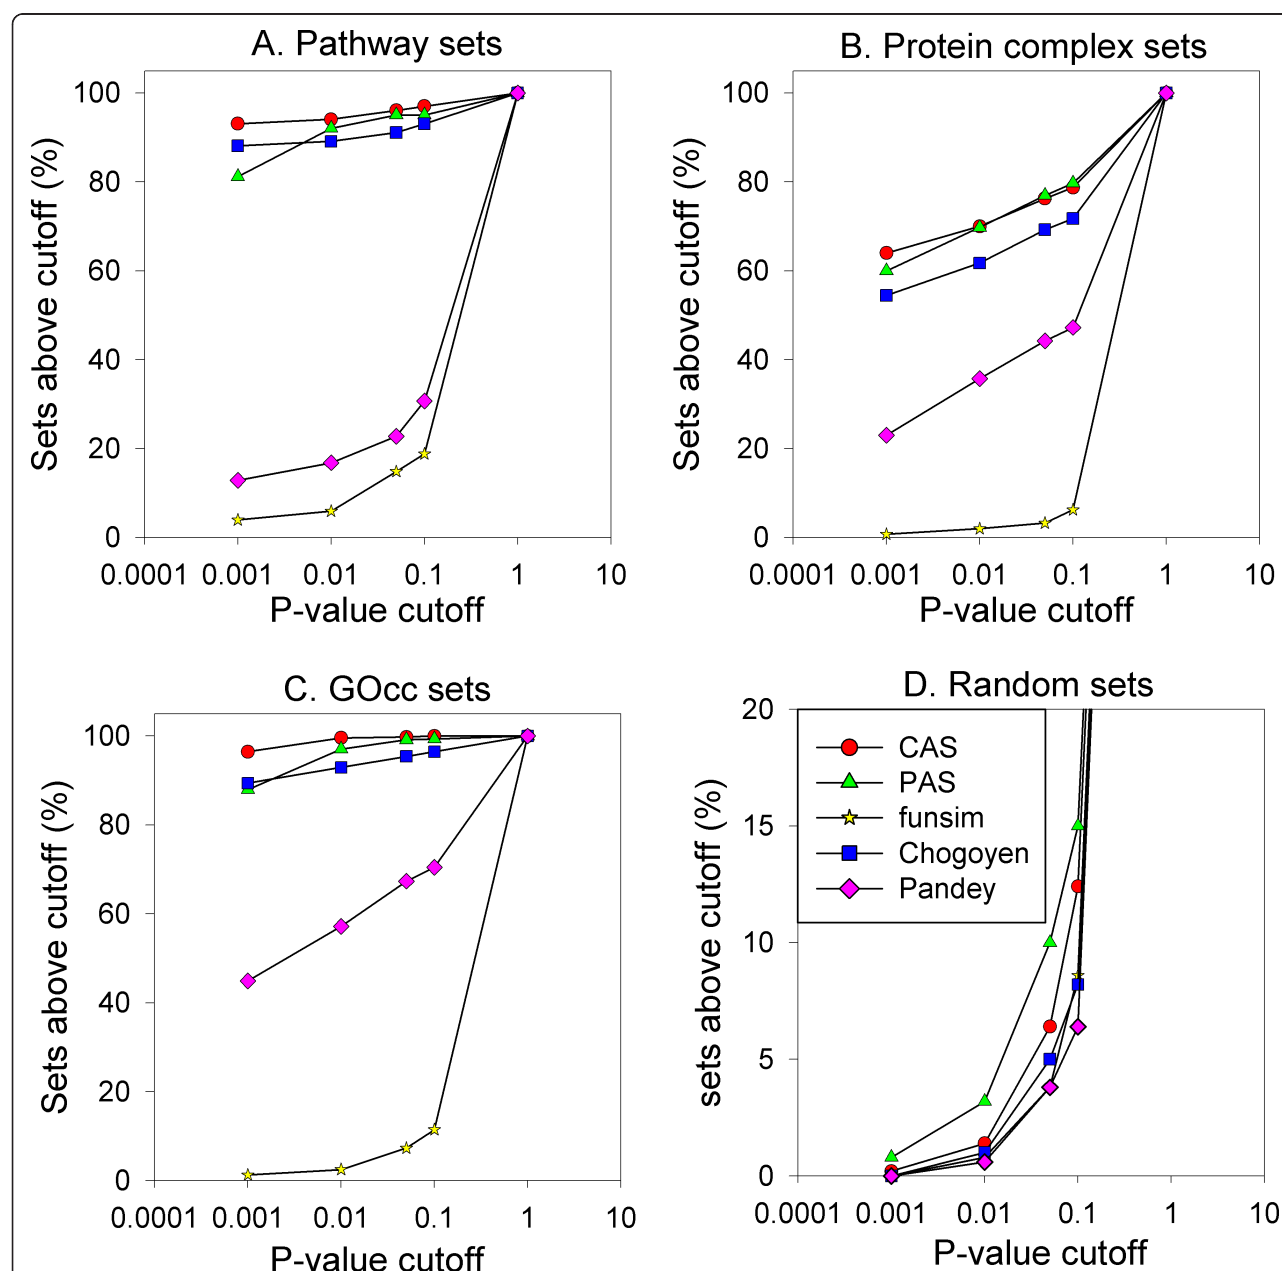 A. Pathway sets
Sets above cutoff (%)
100
80
60
40
20
0
0.0001 0.001 0.01 0.1 1 10
P-value cutoff
B. Protein complex sets
Sets above cutoff (%)
100
80
60
40
20
0
0.0001 0.001 0.01 0.1 1 10
P-value cutoff
C. GOcc sets
Sets above cutoff (%)
100
80
60
40
20
0
0.0001 0.001 0.01 0.1 1 10
P-value cutoff
D. Random sets
sets above cutoff (%)
20
15
10
5
0
CAS
PAS
funsim
Chogoyen
Pandey
0.0001 0.001 0.01 0.1 1 10
P-value cutoff